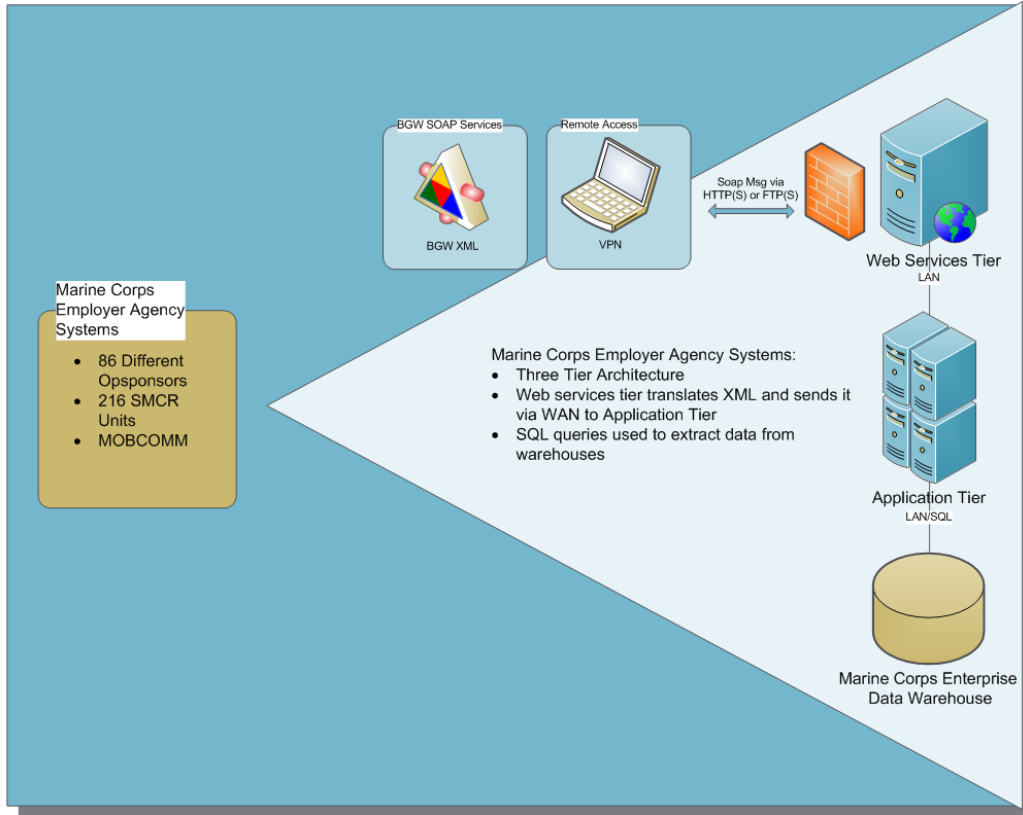 BGW SOAP Services
BGW XML
Remote Access
VPN
Soap Msg via
HTTP(S) or FTP(S)
Web Services Tier
LAN
Marine Corps
Employer Agency
Systems
• 86 Different
Opsponsors
• 216 SMCR
Units
• MOBCOMM
Marine Corps Employer Agency Systems:
• Three Tier Architecture
• Web services tier translates XML and sends it
via WAN to Application Tier
• SQL queries used to extract data from
warehouses
Application Tier
LAN/SQL
Marine Corps Enterprise
Data Warehouse